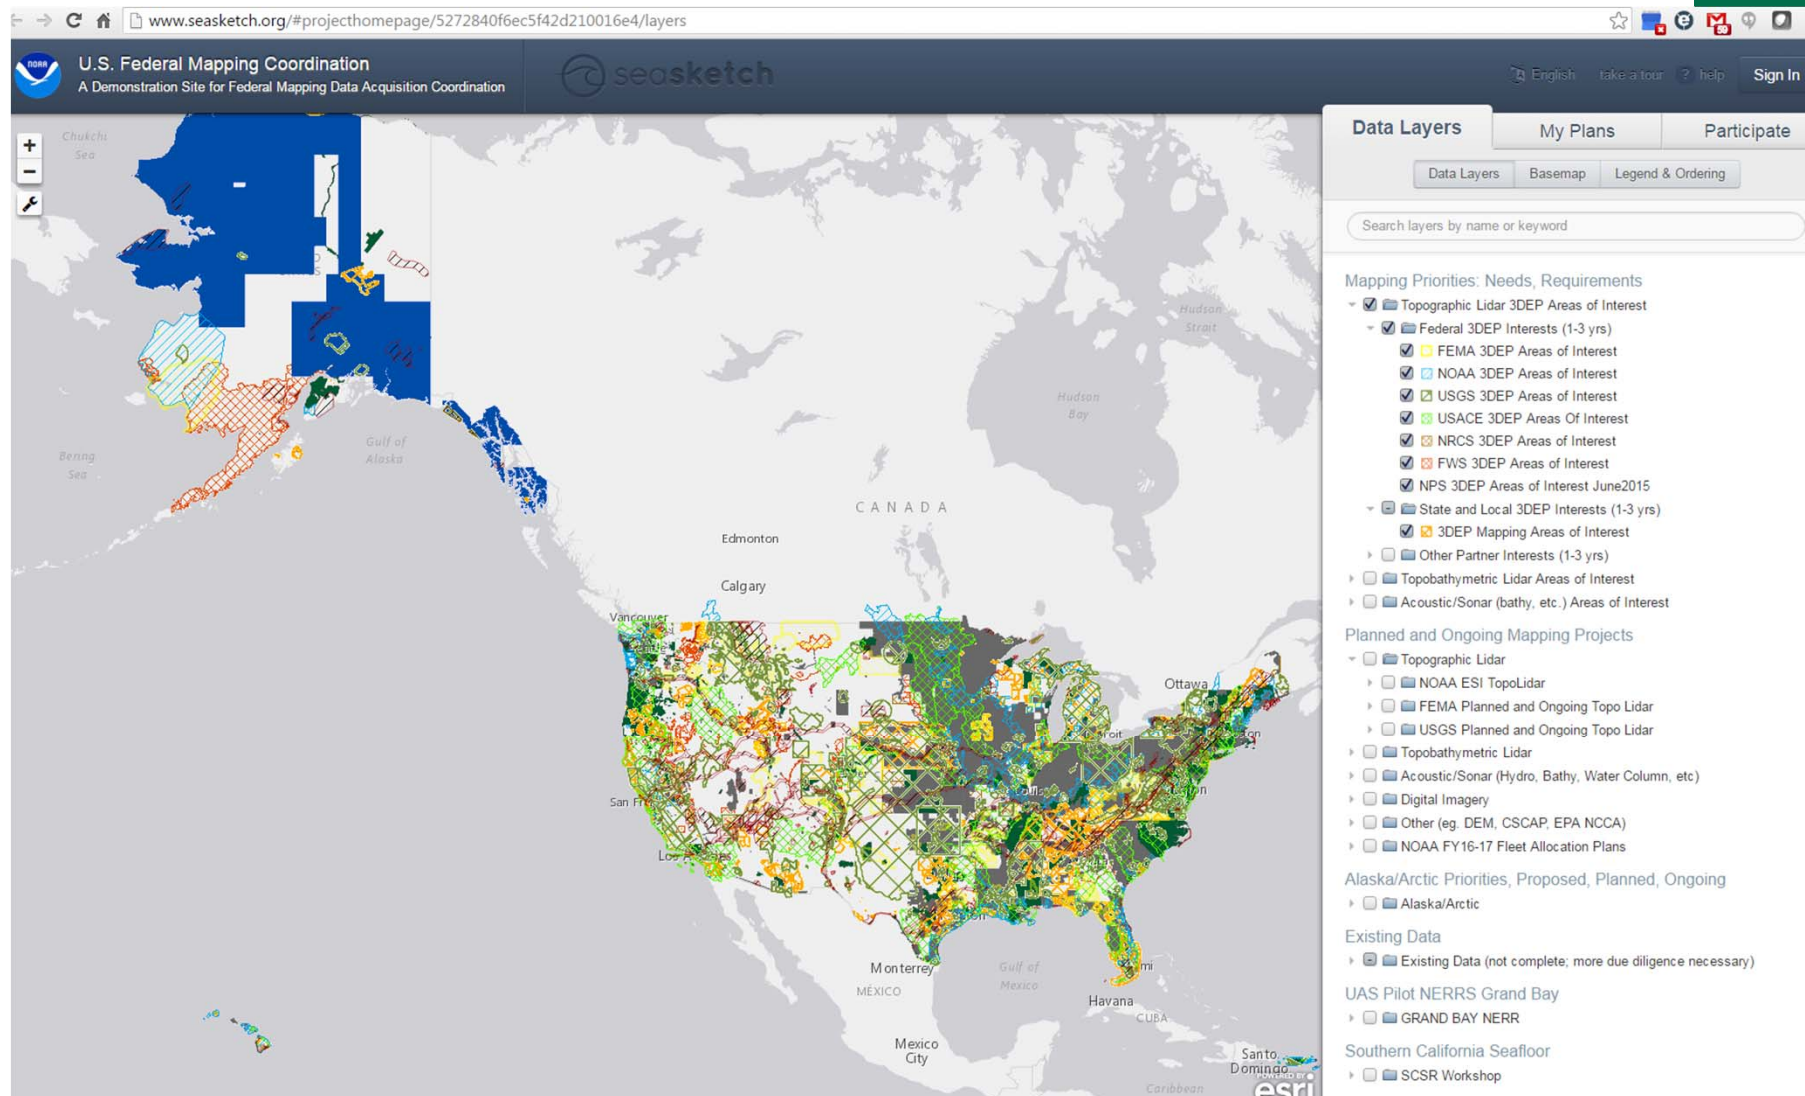 www.seasketch.org/#projecthomepage/5272840f6ec5f42d210016e4/layers
NOAA
U.S. Federal Mapping Coordination
A Demonstration Site for Federal Mapping Data Acquisition Coordination
seasketch
English
take a tour
? help
Sign In
Data Layers
My Plans
Participate
Data Layers
Basemap
Legend & Ordering
Search layers by name or keyword
Mapping Priorities: Needs, Requirements
Topographic Lidar 3DEP Areas of Interest
Federal 3DEP Interests (1-3 yrs)
FEMA 3DEP Areas of Interest
NOAA 3DEP Areas of Interest
USGS 3DEP Areas of Interest
USACE 3DEP Areas Of Interest
NRCS 3DEP Areas of Interest
FWS 3DEP Areas of Interest
NPS 3DEP Areas of Interest June2015
State and Local 3DEP Interests (1-3 yrs)
3DEP Mapping Areas of Interest
Other Partner Interests (1-3 yrs)
Topobathymetric Lidar Areas of Interest
Acoustic/Sonar (bathy, etc.) Areas of Interest
Planned and Ongoing Mapping Projects
Topographic Lidar
NOAA ESI TopoLidar
FEMA Planned and Ongoing Topo Lidar
USGS Planned and Ongoing Topo Lidar
Topobathymetric Lidar
Acoustic/Sonar (Hydro, Bathy, Water Column, etc)
Digital Imagery
Other (eg. DEM, CSCAP, EPA NCCA)
NOAA FY16-17 Fleet Allocation Plans
Alaska/Arctic Priorities, Proposed, Planned, Ongoing
Alaska/Arctic
Existing Data
Existing Data (not complete; more due diligence necessary)
UAS Pilot NERRS Grand Bay
GRAND BAY NERR
Southern California Seafloor
SCSR Workshop
Chukchi
Sea
Bering
Sea
Gulf of
Alaska
Hudson
Strait
Hudson
Bay
CANADA
Edmonton
Calgary
Vancouver
Ottawa
San Fr
Los A
Monterrey
MÉXICO
Gulf of
Mexico
Havana
CUBA
Mexico
City
Santo
Domingo
Caribbean
POWERED BY
esri